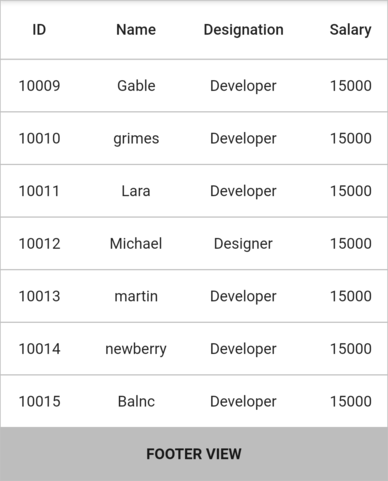 ID Name Designation Salary
10009 Gable Developer 15000
10010 grimes Developer 15000
10011 Lara Developer 15000
10012 Michael Designer 15000
10013 martin Developer 15000
10014 newberry Developer 15000
10015 Balnc Developer 15000
FOOTER VIEW